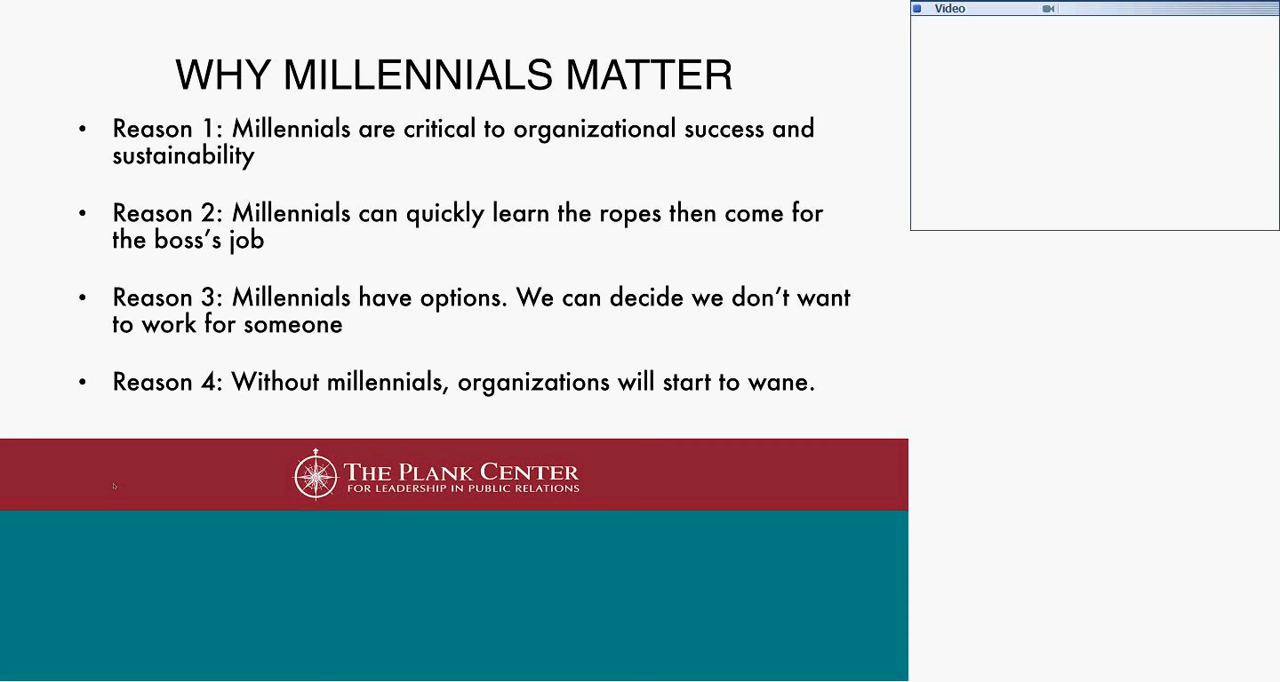 Video
WHY MILLENNIALS MATTER
• Reason 1: Millennials are critical to organizational success and
sustainability
• Reason 2: Millennials can quickly learn the ropes then come for
the boss’s job
• Reason 3: Millennials have options. We can decide we don’t want
to work for someone
• Reason 4: Without millennials, organizations will start to wane.
THE PLANK CENTER
FOR LEADERSHIP IN PUBLIC RELATIONS